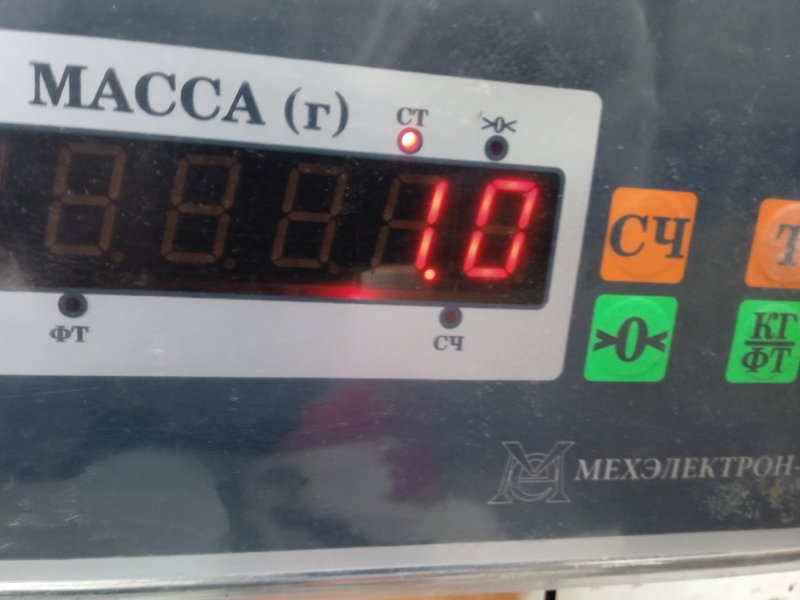 МАССА (г)
СТ >0<
1.0
ФТ СЧ
СЧ Т
>0< КГ
ФТ
МЕХЭЛЕКТРОН-